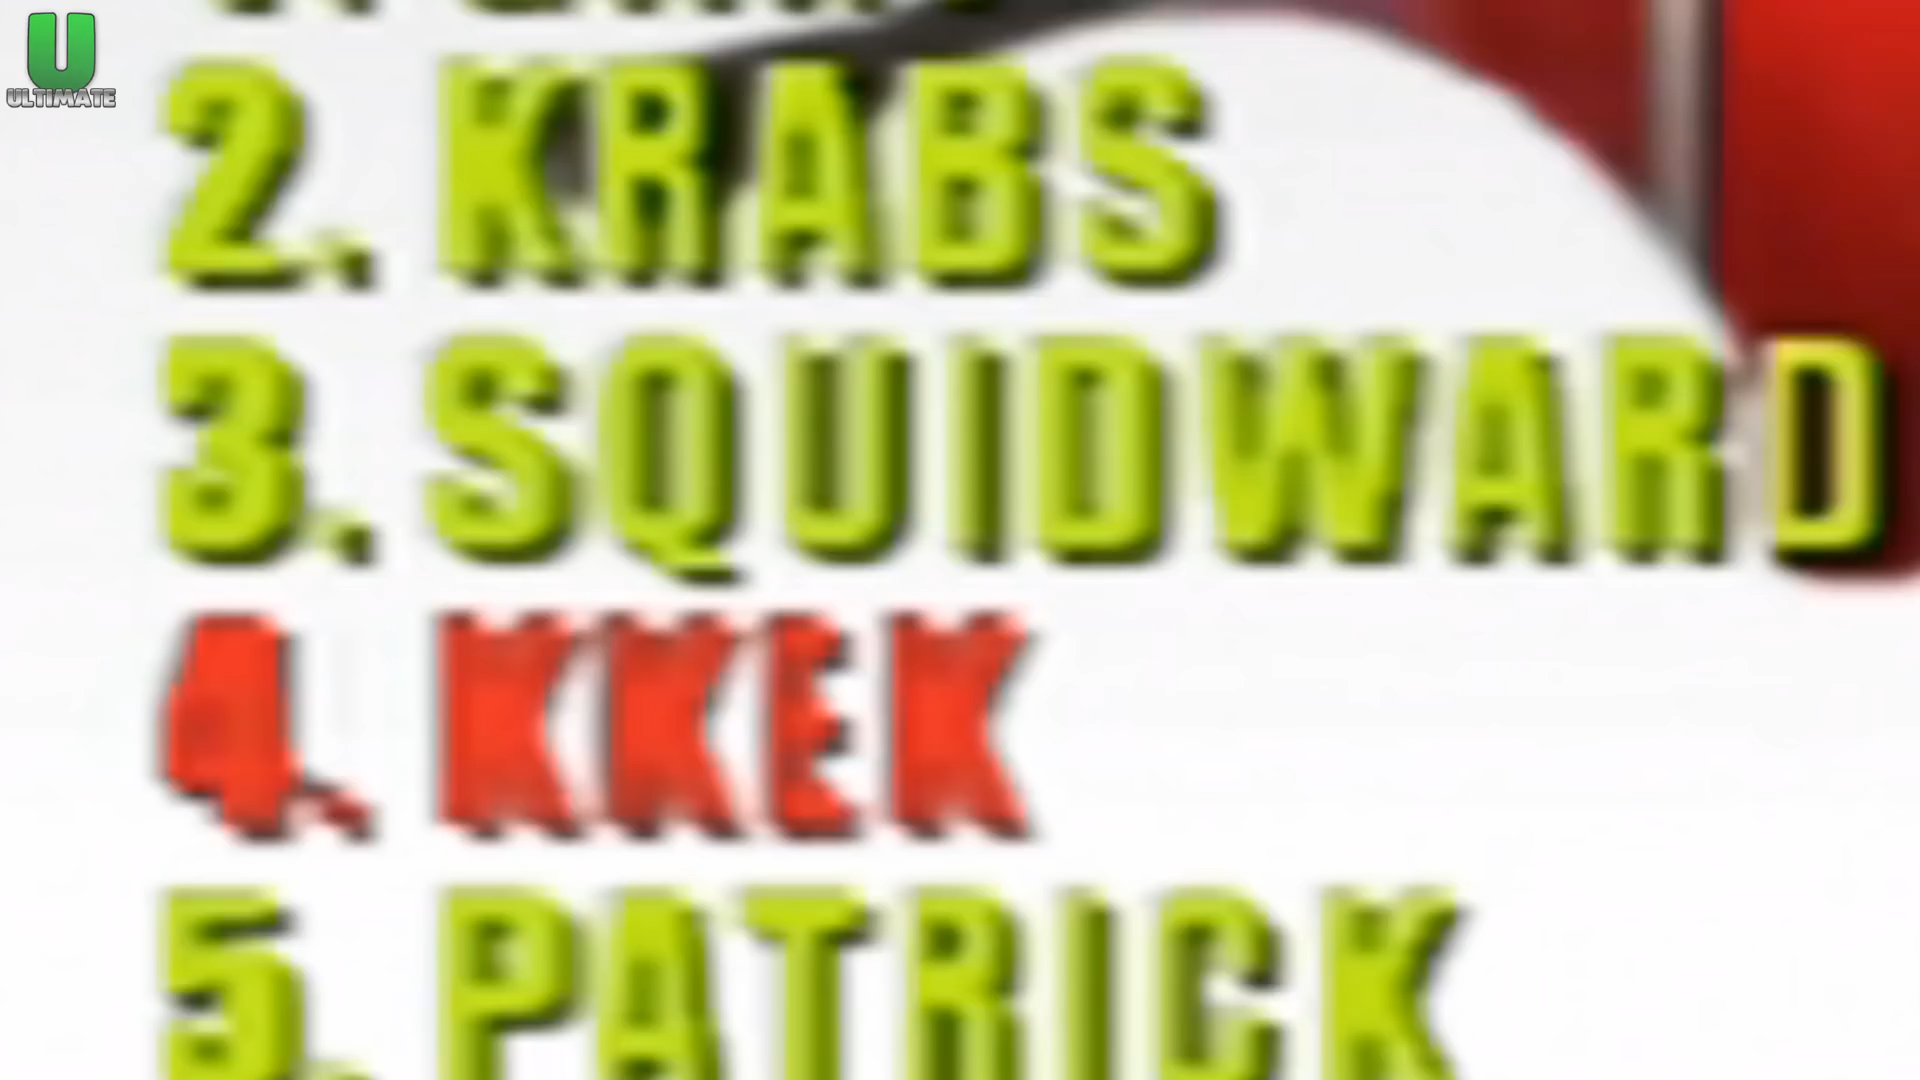 U
ULTIMATE
2. KRABS
3. SQUIDWARD
4. KKEK
5. PATRICK